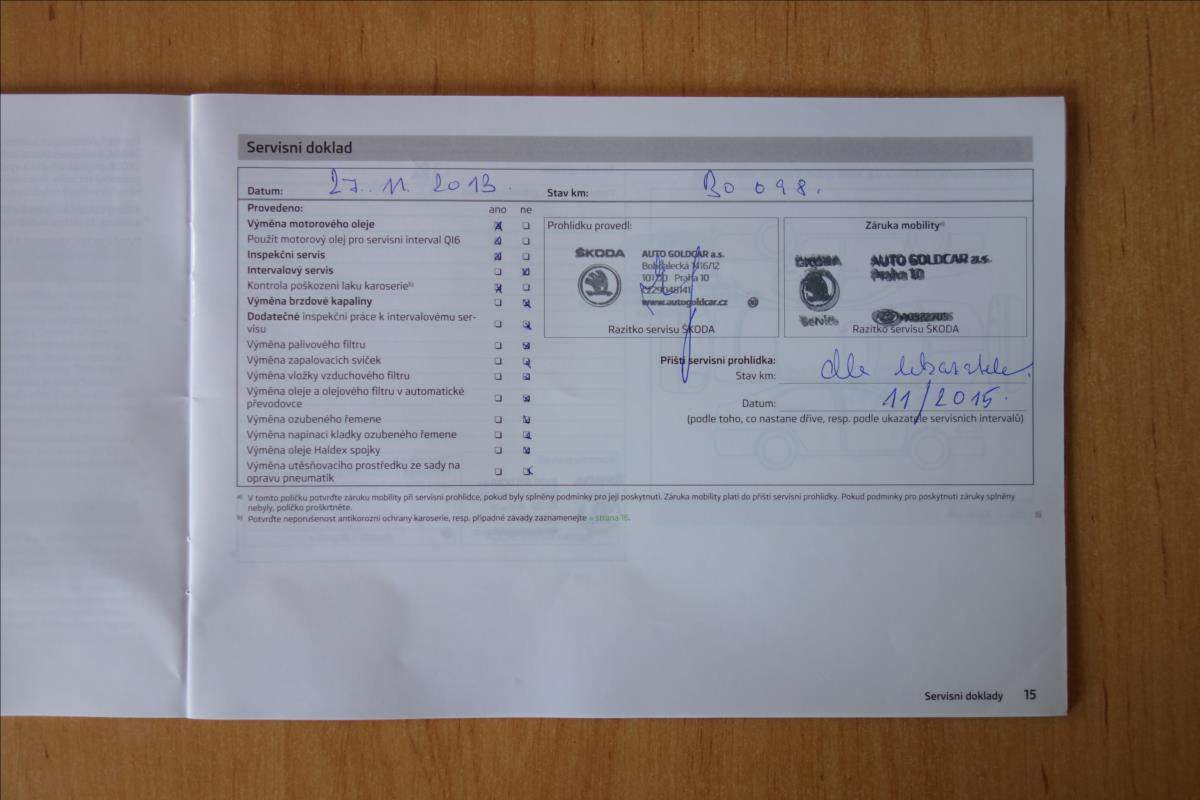 Servisní doklad
Datum: 27. 11. 2013. Stav km: 30 098.
Provedeno: ano ne
Výměna motorového oleje
Použit motorový olej pro servisní interval QI6
Inspekční servis
Intervalový servis
Kontrola poškození laku karoserie b)
Výměna brzdové kapaliny
Dodatečné inspekční práce k intervalovému ser-
visu
Výměna palivového filtru
Výměna zapalovacích svíček
Výměna vložky vzduchového filtru
Výměna oleje a olejového filtru v automatické
převodovce
Výměna ozubeného řemene
Výměna napínací kladky ozubeného řemene
Výměna oleje Haldex spojky
Výměna utěsňovacího prostředku ze sady na
opravu pneumatik
Prohlídku provedl:
ŠKODA
AUTO GOLDCAR a.s.
1416/12
Praha 10
www.autogoldcar.cz
Razítko servisu ŠKODA
Záruka mobility a)
ŠKODA
AUTO GOLDCAR a.s.
Praha 10
Servis
Razítko servisu ŠKODA
Příští servisní prohlídka:
Stav km: dle ukazatele.
Datum: 11/2015.
(podle toho, co nastane dříve, resp. podle ukazatele servisních intervalů)
a) V tomto políčku potvrďte záruku mobility při servisní prohlídce, pokud byly splněny podmínky pro její poskytnutí. Záruka mobility platí do příští servisní prohlídky. Pokud podmínky pro poskytnutí záruky splněny
nebyly, políčko proškrtněte.
b) Potvrďte neporušenost antikorozní ochrany karoserie, resp. případné závady zaznamenejte » strana 16.
Servisní doklady 15